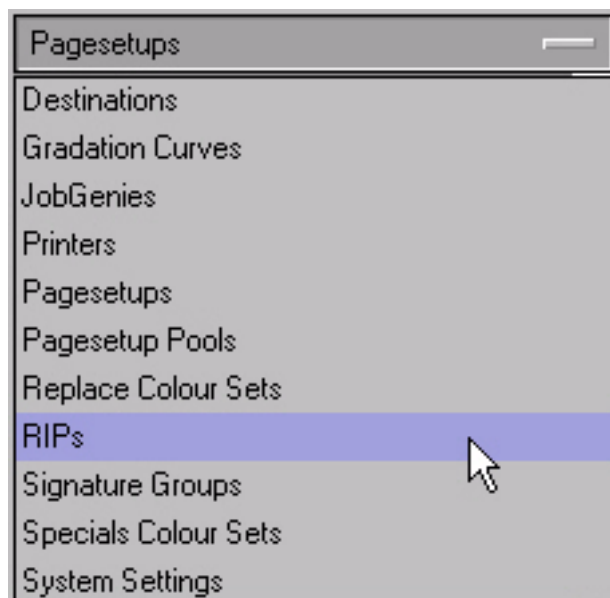 Pagesetups
Destinations
Gradation Curves
JobGenies
Printers
Pagesetups
Pagesetup Pools
Replace Colour Sets
RIPs
Signature Groups
Specials Colour Sets
System Settings